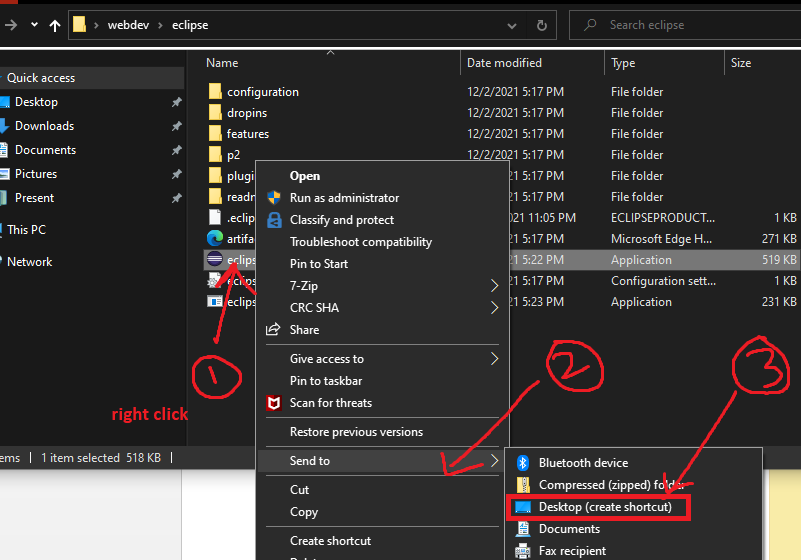 webdev > eclipse
Search eclipse
Name Date modified Type Size
Quick access
Desktop
Downloads
Documents
Pictures
Present
This PC
Network
configuration 12/2/2021 5:17 PM File folder
dropins 12/2/2021 5:17 PM File folder
features 12/2/2021 5:17 PM File folder
p2 12/2/2021 5:17 PM File folder
plugi 21 5:17 PM File folder
readn 21 5:17 PM File folder
.eclip 021 11:05 PM ECLIPSEPRODUCT... 1 KB
artifa 21 5:17 PM Microsoft Edge H... 271 KB
eclips 21 5:22 PM Application 519 KB
eclips 21 5:17 PM Configuration sett... 1 KB
eclips 21 5:23 PM Application 231 KB
Open
Run as administrator
Classify and protect
Troubleshoot compatibility
Pin to Start
7-Zip
CRC SHA
Share
Give access to
Pin to taskbar
Scan for threats
Restore previous versions
Send to
Cut
Copy
Create shortcut
1
2
3
right click
ems 1 item selected 518 KB
Bluetooth device
Compressed (zipped) folder
Desktop (create shortcut)
Documents
Fax recipient